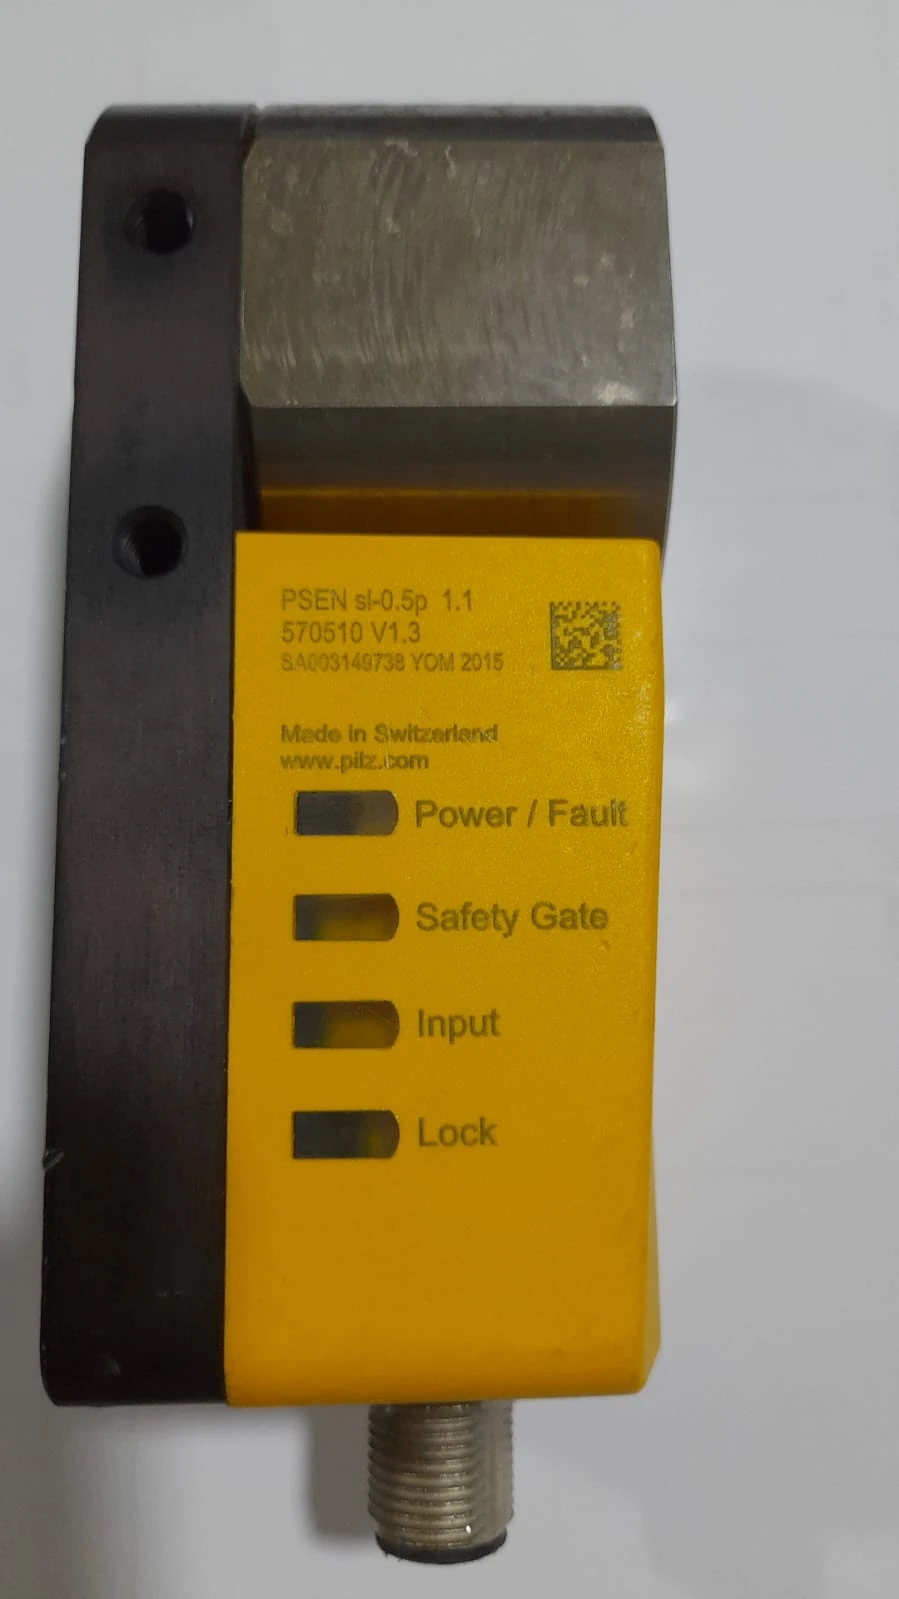 PSEN sl-0.5p 1.1
570510 V1.3
SA003149738 YOM 2015
Made in Switzerland
www.pilz.com
Power / Fault
Safety Gate
Input
Lock